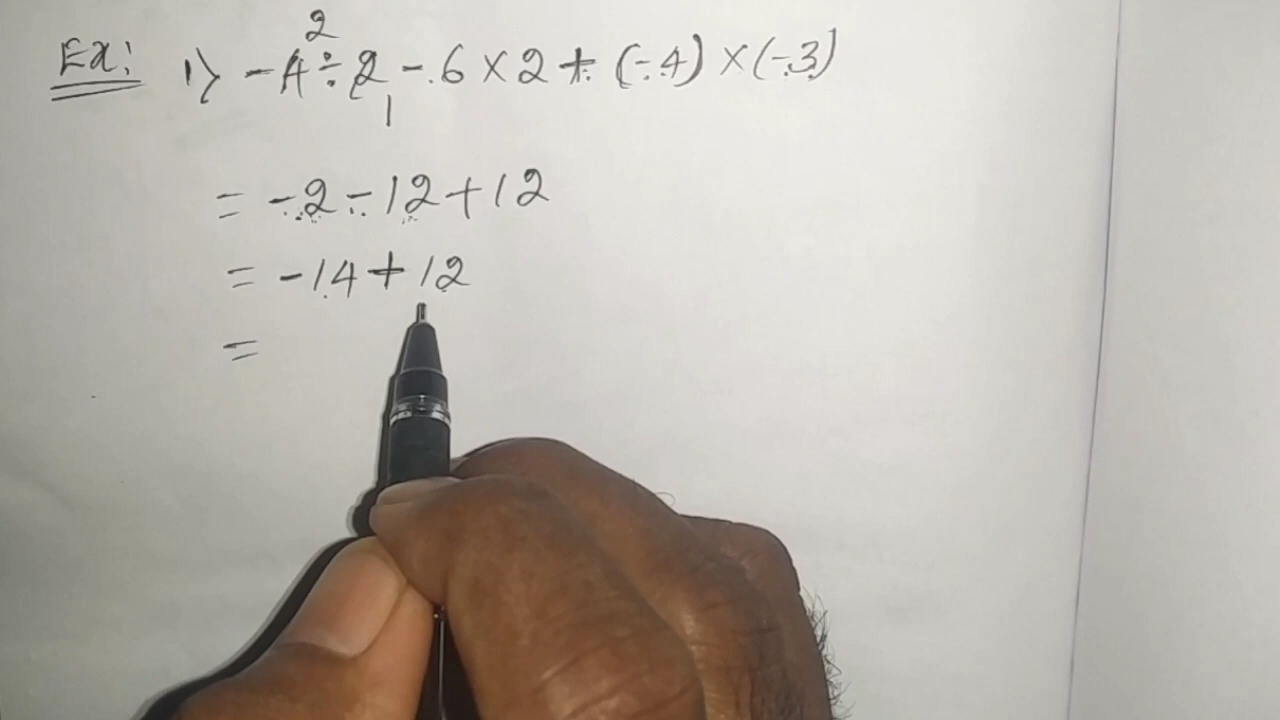 Ex: 1) -4 ÷ 2 - 6 × 2 + (-4) × (-3)
2
1
= -2 - 12 + 12
= -14 + 12
=